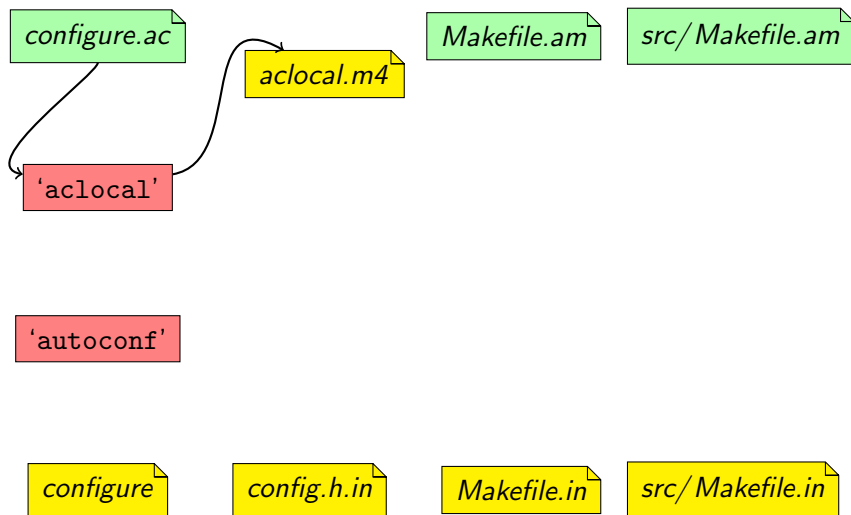 configure.ac
aclocal.m4
Makefile.am
src/Makefile.am
‘aclocal’
‘autoconf’
configure
config.h.in
Makefile.in
src/Makefile.in